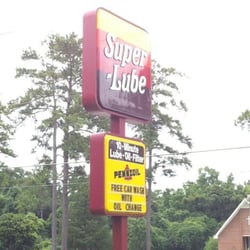 Super
-Lube
10-Minute
Lube-Oil-Filter
PENNZOIL
FREE CAR WASH
WITH
OIL CHANGE